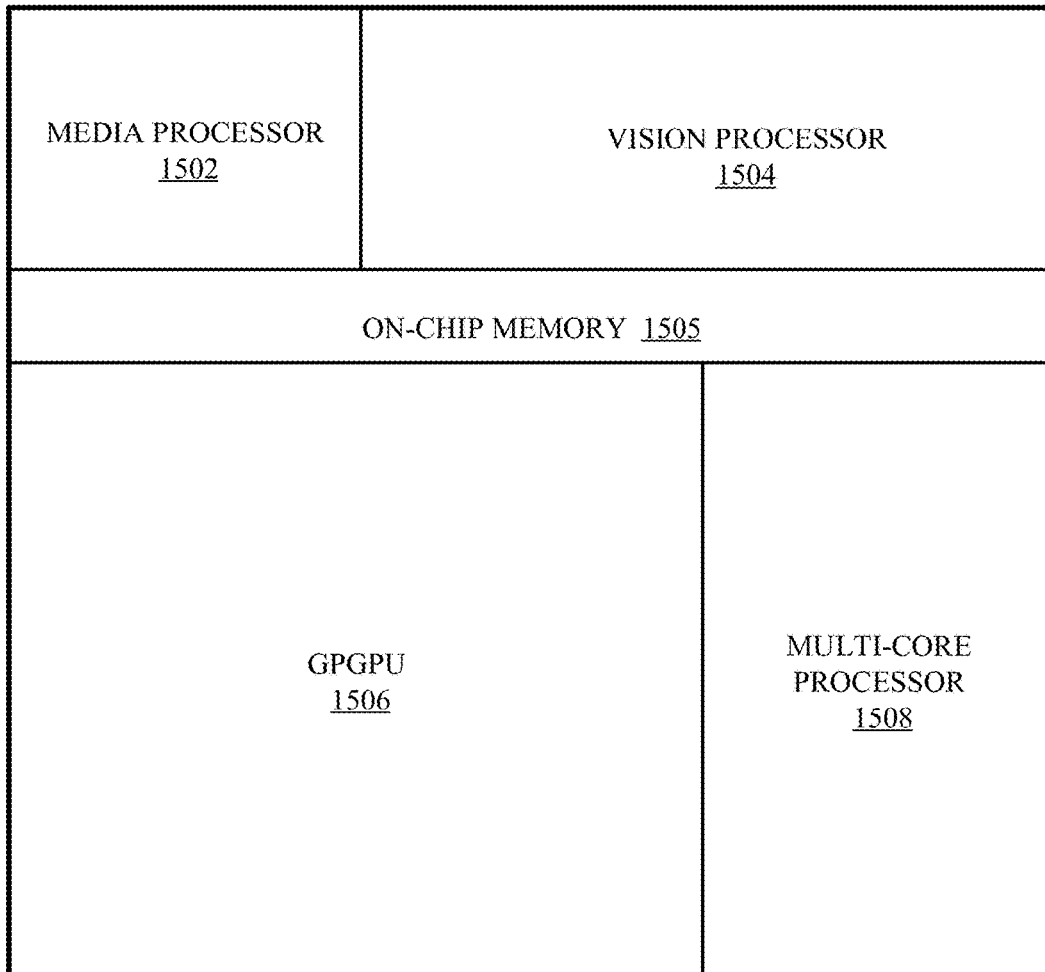 MEDIA PROCESSOR
1502
VISION PROCESSOR
1504
ON-CHIP MEMORY 1505
GPGPU
1506
MULTI-CORE
PROCESSOR
1508